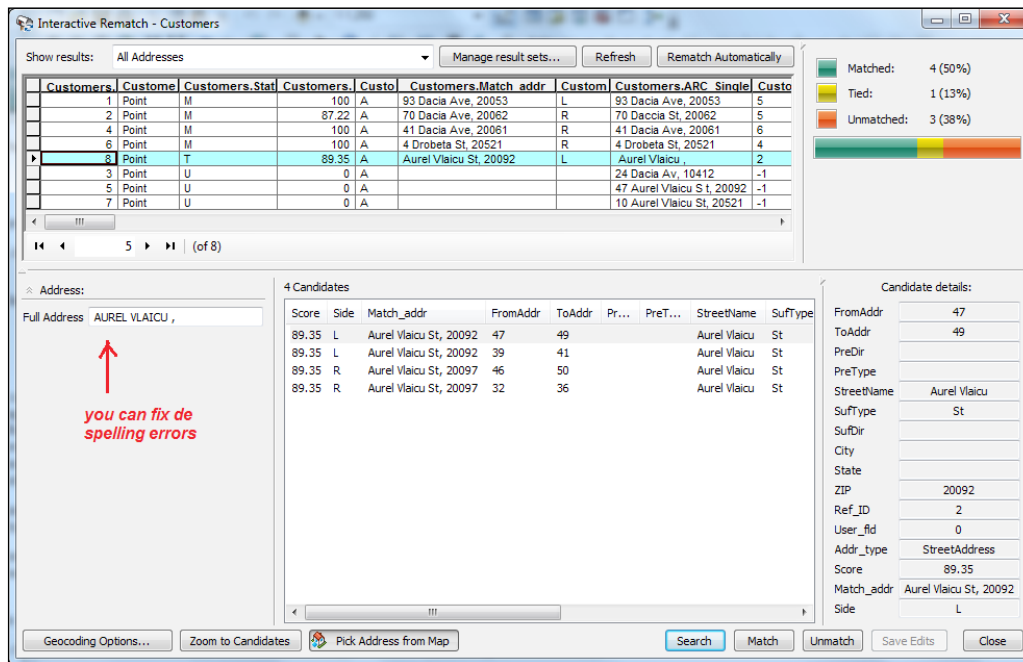 Interactive Rematch - Customers
Show results: All Addresses Manage result sets... Refresh Rematch Automatically
Customers. Custome Customers.Stat Customers. Custo Customers.Match_addr Custom Customers.ARC_Single Custo
1 Point M 100 A 93 Dacia Ave, 20053 L 93 Dacia Ave, 20053 5
2 Point M 87.22 A 70 Dacia Ave, 20062 R 70 Daccia St, 20062 5
4 Point M 100 A 41 Dacia Ave, 20061 R 41 Dacia Ave, 20061 6
6 Point M 100 A 4 Drobeta St, 20521 R 4 Drobeta St, 20521 4
8 Point T 89.35 A Aurel Vlaicu St, 20092 L Aurel Vlaicu , 2
3 Point U 0 A 24 Dacia Av, 10412 -1
5 Point U 0 A 47 Aurel Vlaicu S t, 20092 -1
7 Point U 0 A 10 Aurel Vlaicu St, 20521 -1
5 (of 8)
Matched: 4 (50%)
Tied: 1 (13%)
Unmatched: 3 (38%)
Address:
Full Address AUREL VLAICU ,
you can fix de
spelling errors
4 Candidates
Score Side Match_addr FromAddr ToAddr Pr... PreT... StreetName SufType
89.35 L Aurel Vlaicu St, 20092 47 49 Aurel Vlaicu St
89.35 L Aurel Vlaicu St, 20092 39 41 Aurel Vlaicu St
89.35 R Aurel Vlaicu St, 20097 46 50 Aurel Vlaicu St
89.35 R Aurel Vlaicu St, 20097 32 36 Aurel Vlaicu St
Candidate details:
FromAddr 47
ToAddr 49
PreDir
PreType
StreetName Aurel Vlaicu
SufType St
SufDir
City
State
ZIP 20092
Ref_ID 2
User_fld 0
Addr_type StreetAddress
Score 89.35
Match_addr Aurel Vlaicu St, 20092
Side L
Geocoding Options... Zoom to Candidates Pick Address from Map Search Match Unmatch Save Edits Close